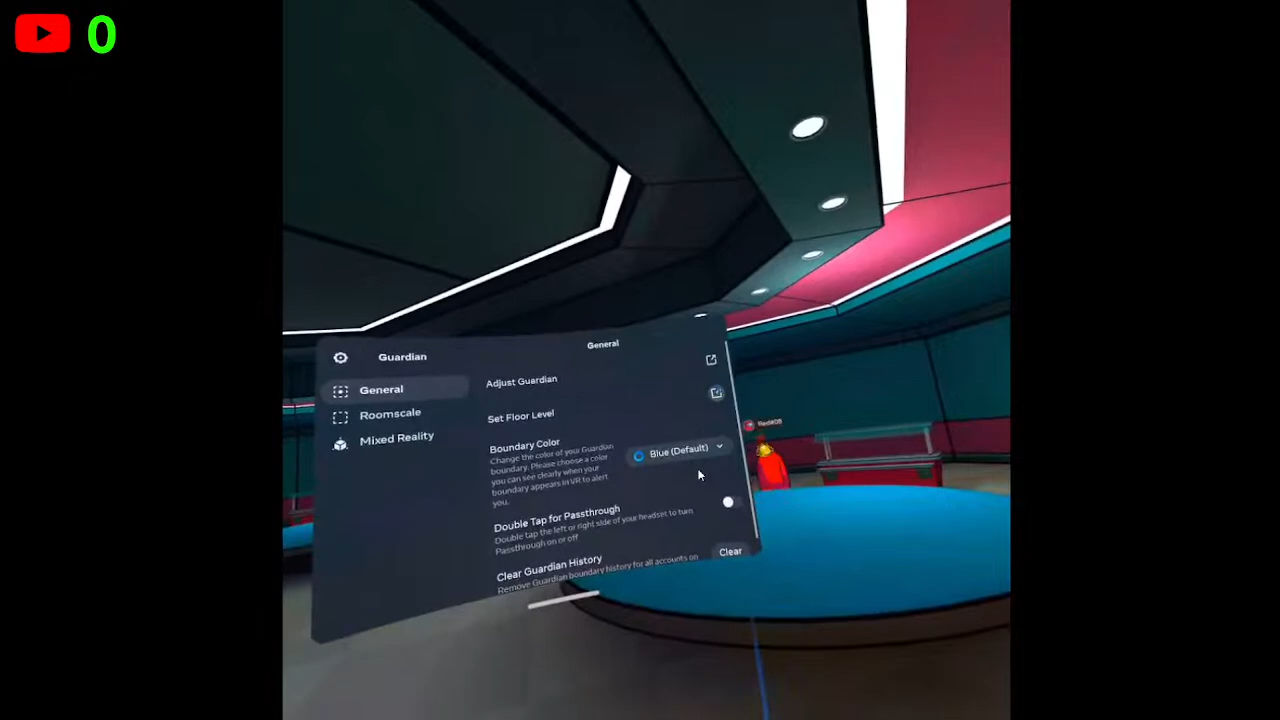 0
Guardian
General
General
Roomscale
Mixed Reality
Adjust Guardian
Set Floor Level
Boundary Color
Change the color of your Guardian
boundary. Please choose a color
you can see clearly when your
boundary appears in VR to alert
you.
Blue (Default)
Double Tap for Passthrough
Double tap the left or right side of your headset to turn
Passthrough on or off
Clear Guardian History
Remove Guardian boundary history for all accounts on
Clear